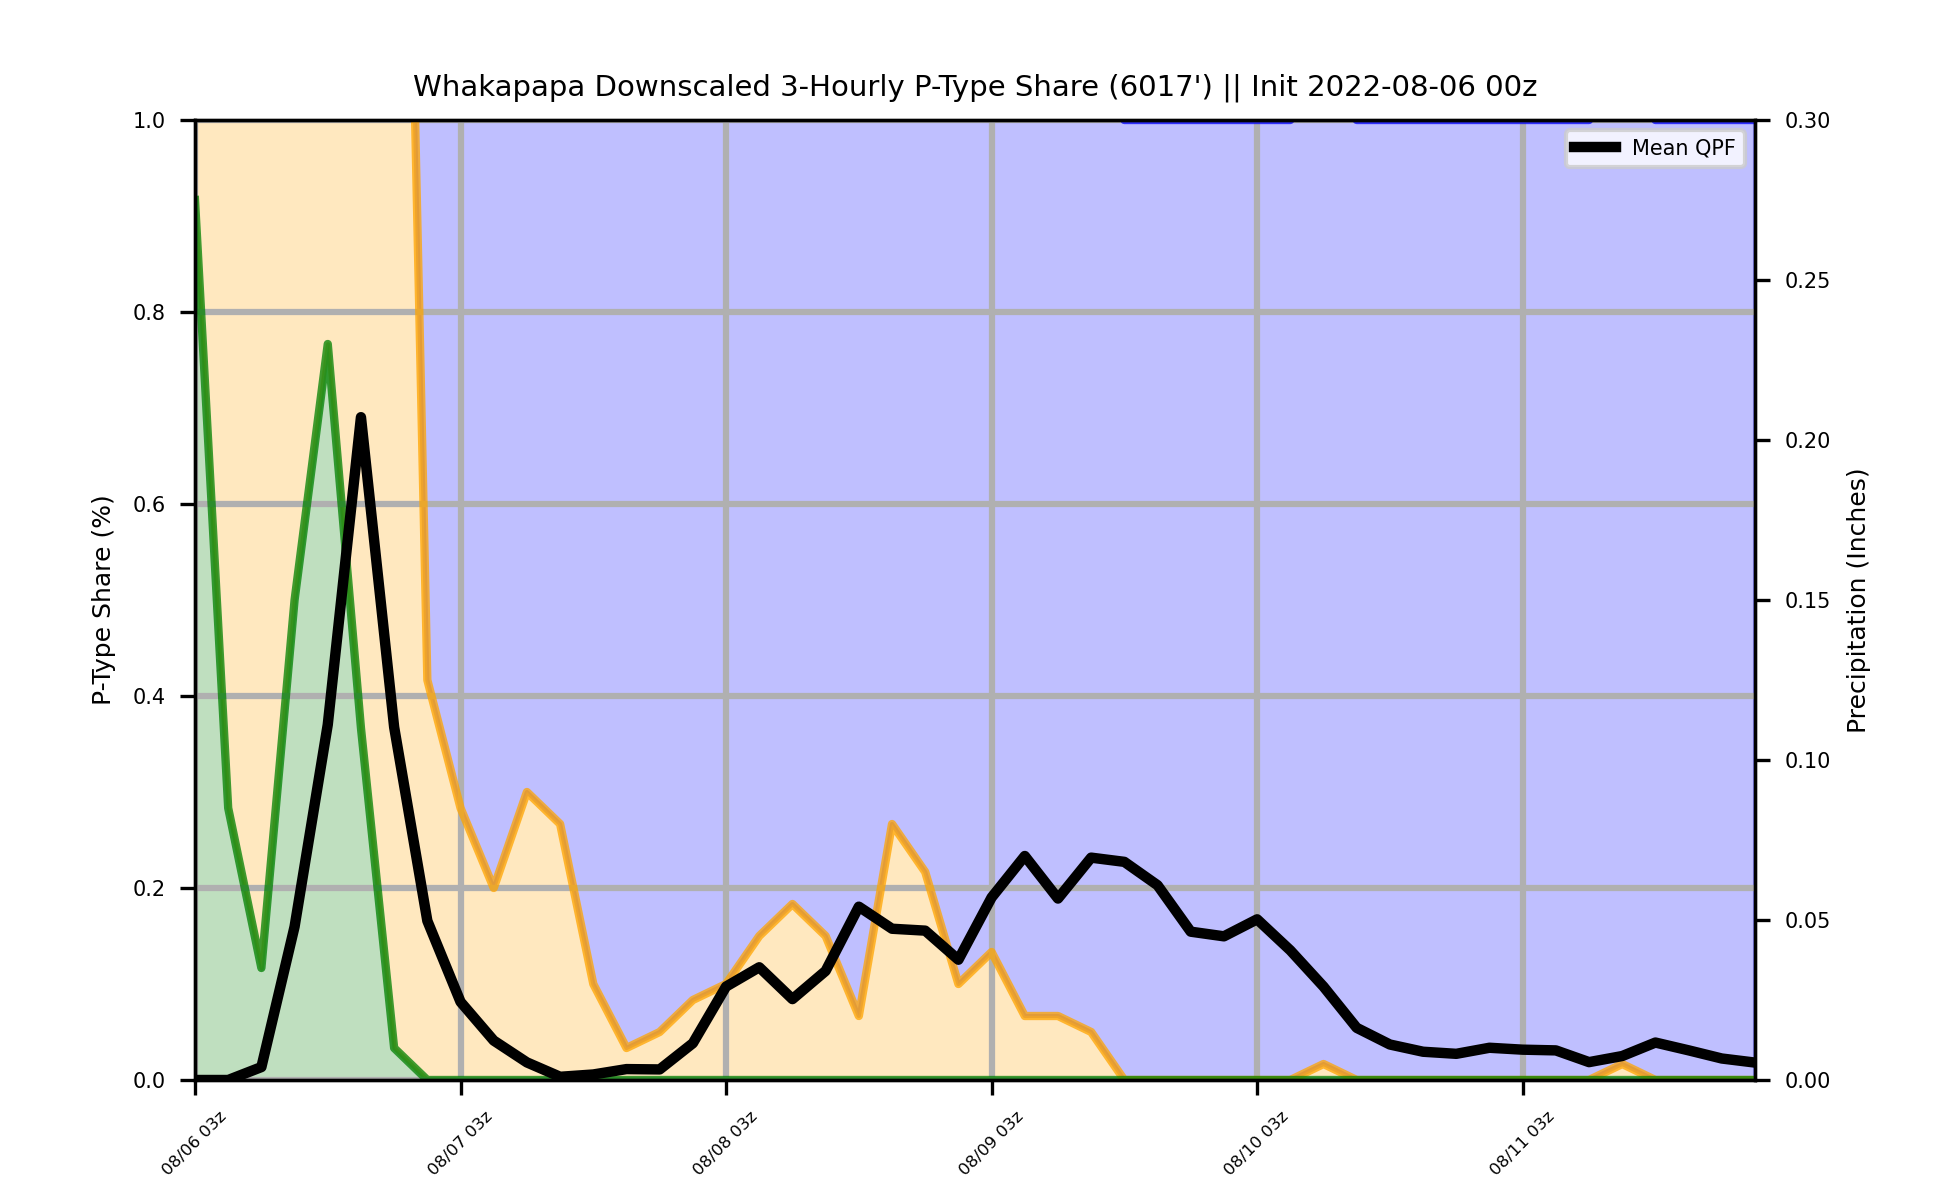 Whakapapa Downscaled 3-Hourly P-Type Share (6017') || Init 2022-08-06 00z
Mean QPF
P-Type Share (%)
1.0
0.8
0.6
0.4
0.2
0.0
Precipitation (Inches)
0.30
0.25
0.20
0.15
0.10
0.05
0.00
08/06 03z
08/07 03z
08/08 03z
08/09 03z
08/10 03z
08/11 03z